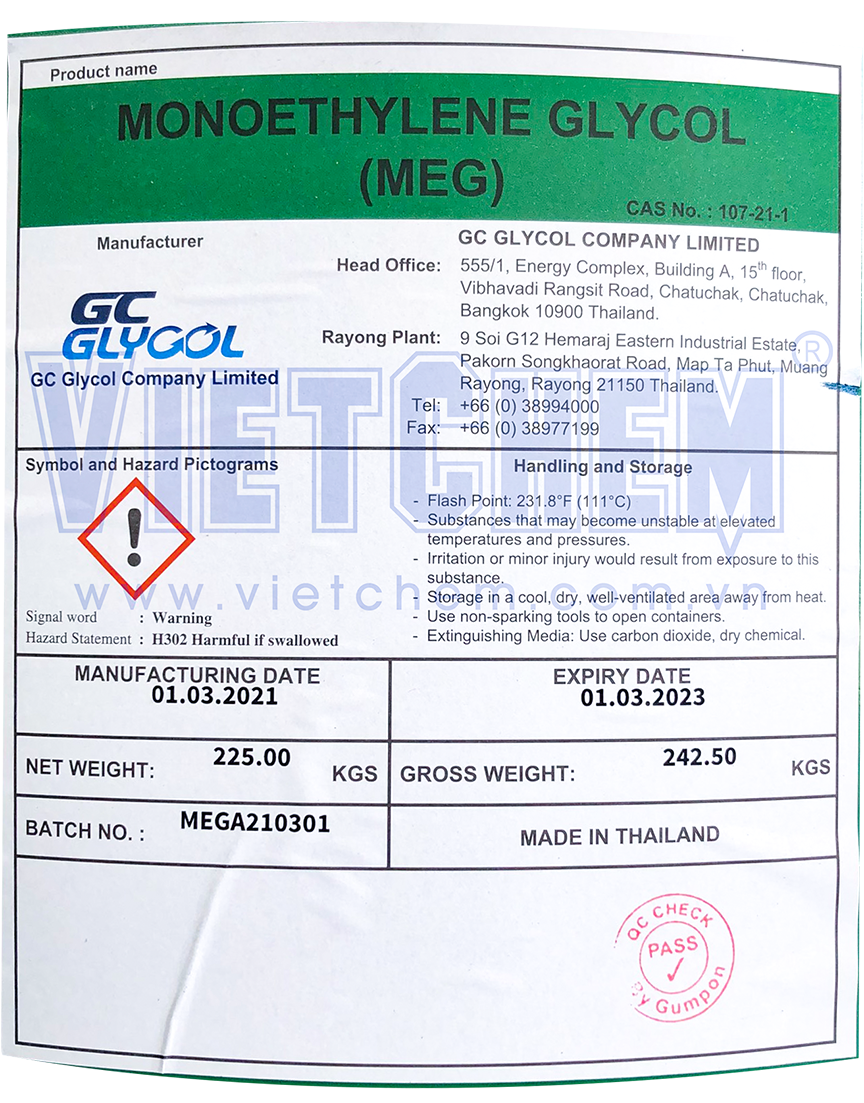 Product name
MONOETHYLENE GLYCOL
(MEG)
CAS No. : 107-21-1
Manufacturer
GC
GLYCOL
GC Glycol Company Limited
GC GLYCOL COMPANY LIMITED
Head Office: 555/1, Energy Complex, Building A, 15th floor,
Vibhavadi Rangsit Road, Chatuchak, Chatuchak,
Bangkok 10900 Thailand.
Rayong Plant: 9 Soi G12 Hemaraj Eastern Industrial Estate,
Pakorn Songkhaorat Road, Map Ta Phut, Muang
Rayong, Rayong 21150 Thailand.
Tel: +66 (0) 38994000
Fax: +66 (0) 38977199
VIETCHEM®
www.vietchem.com.vn
Symbol and Hazard Pictograms
!
Signal word : Warning
Hazard Statement : H302 Harmful if swallowed
Handling and Storage
- Flash Point: 231.8°F (111°C)
- Substances that may become unstable at elevated
temperatures and pressures.
- Irritation or minor injury would result from exposure to this
substance.
- Storage in a cool, dry, well-ventilated area away from heat.
- Use non-sparking tools to open containers.
- Extinguishing Media: Use carbon dioxide, dry chemical.
MANUFACTURING DATE
01.03.2021
EXPIRY DATE
01.03.2023
NET WEIGHT: 225.00 KGS
GROSS WEIGHT: 242.50 KGS
BATCH NO. : MEGA210301
MADE IN THAILAND
QC CHECK
PASS
✓
By Gumpon